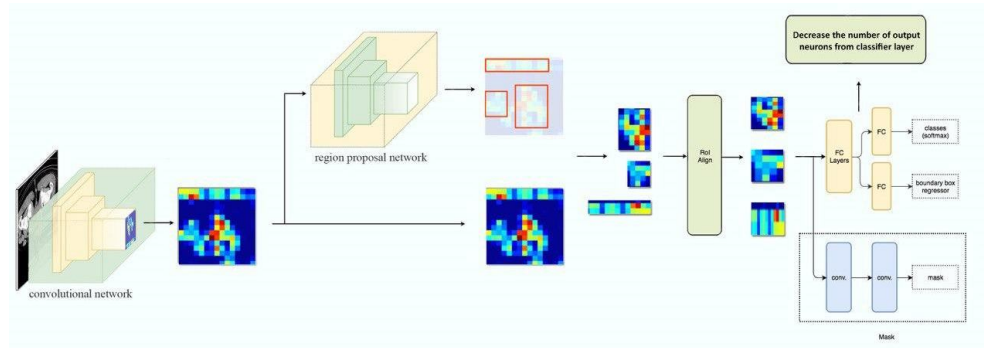 Decrease the number of output
neurons from classifier layer
region proposal network
convolutional network
RoI
Align
FC
Layers
FC
classes
(softmax)
FC
boundary box
regressor
conv.
conv.
mask
Mask